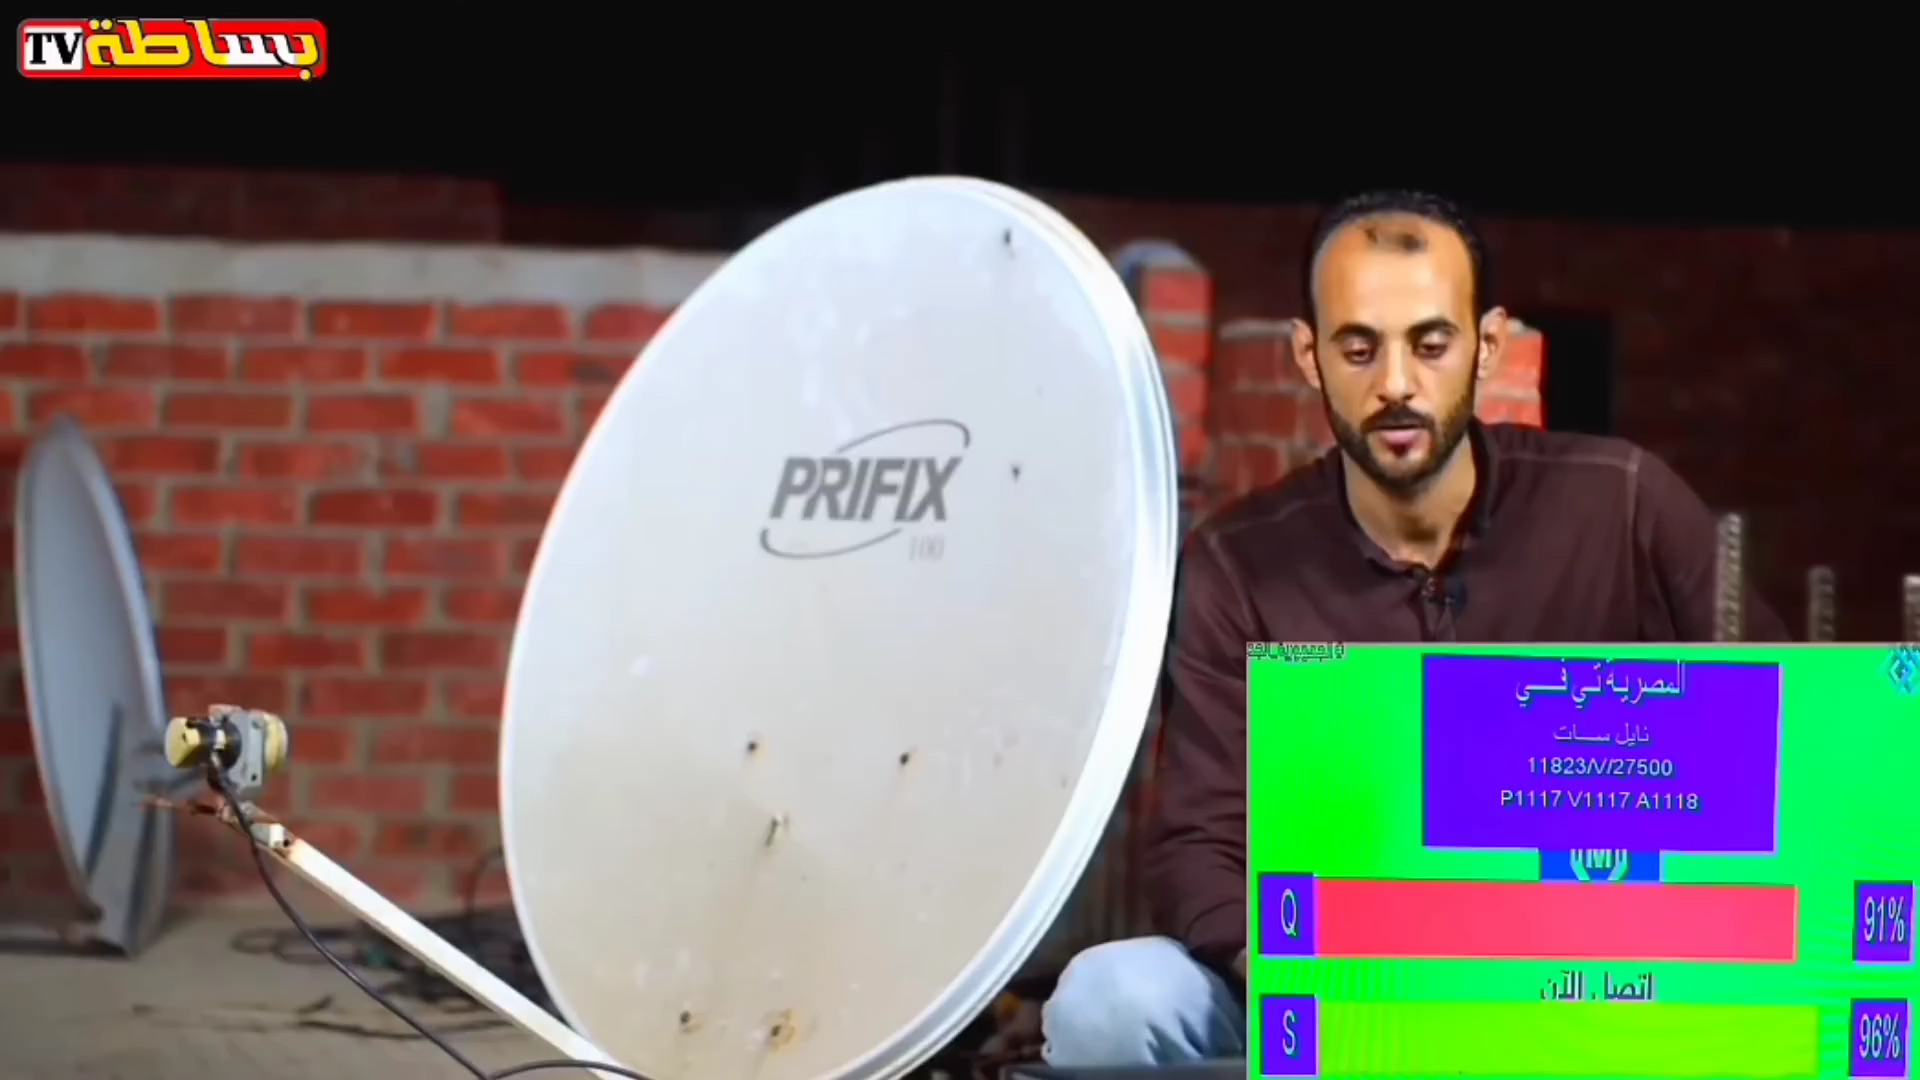 بساطة TV
PRIFIX
100
المصرية تي في
نايل سات
11823/V/27500
P1117 V1117 A1118
(M)
Q 91%
اتصل الآن
S 96%